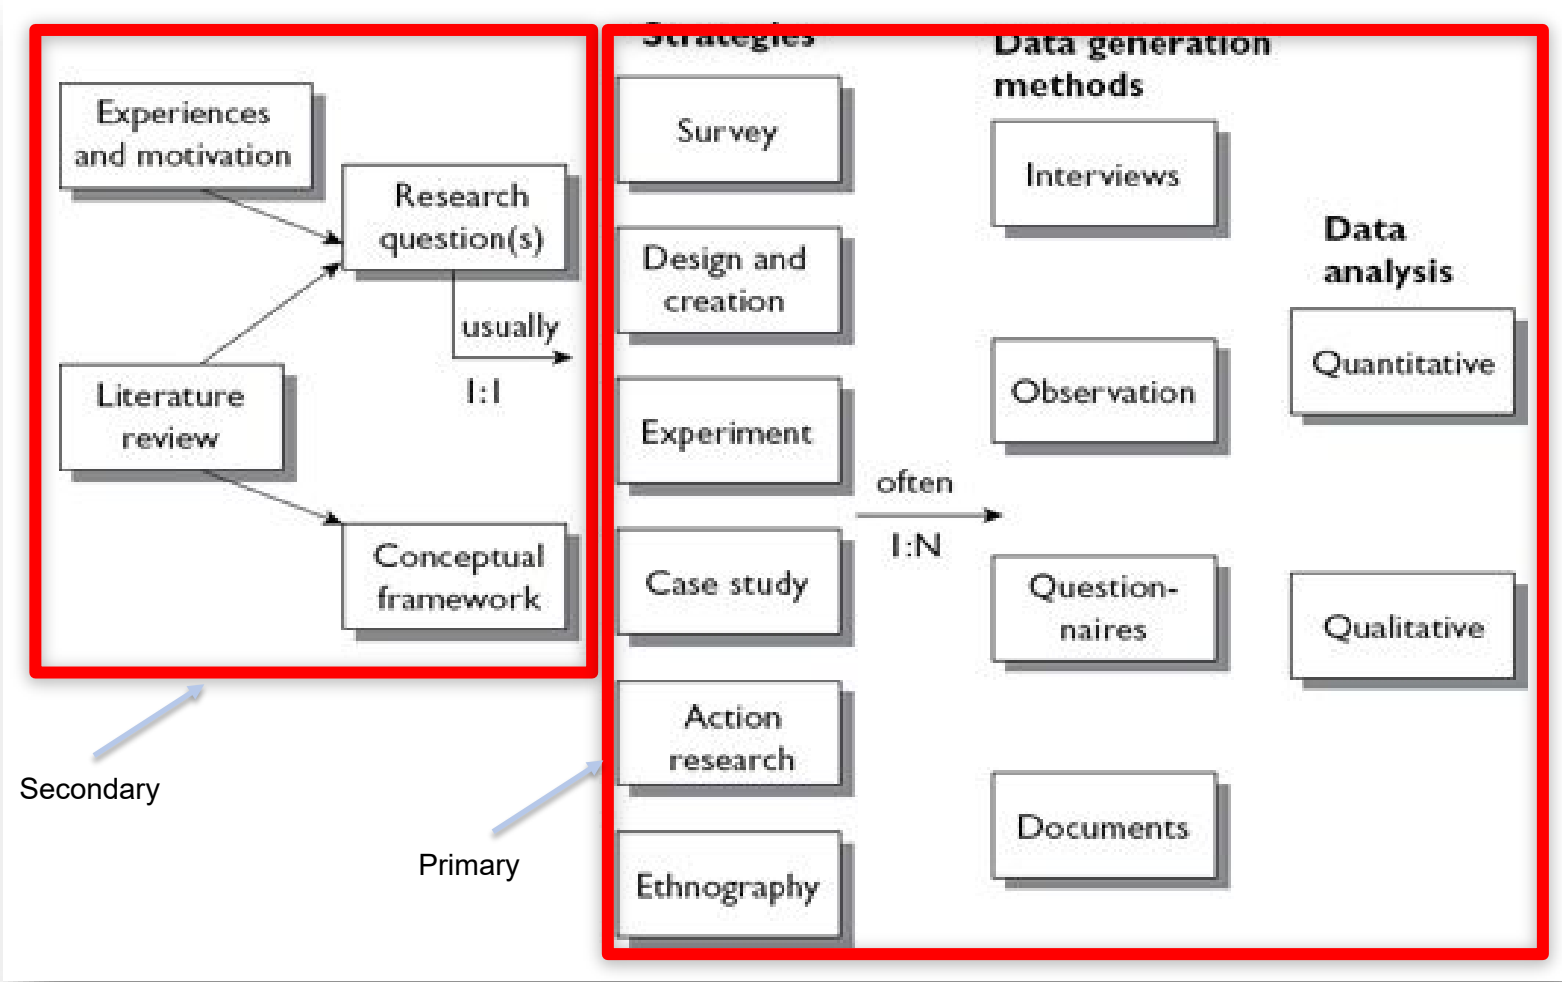 Experiences
and motivation
Research
question(s)
usually
1:1
Literature
review
Conceptual
framework
Secondary
Primary
Strategies
Survey
Design and
creation
Experiment
Case study
Action
research
Ethnography
often
1:N
Data generation
methods
Interviews
Observation
Question-
naires
Documents
Data
analysis
Quantitative
Qualitative